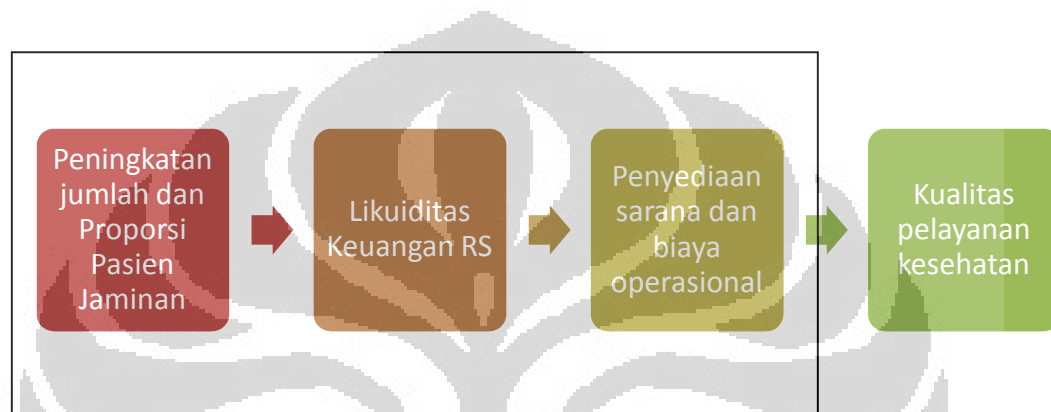 Peningkatan
jumlah dan
Proporsi
Pasien
Jaminan
Likuiditas
Keuangan RS
Penyediaan
sarana dan
biaya
operasional
Kualitas
pelayanan
kesehatan